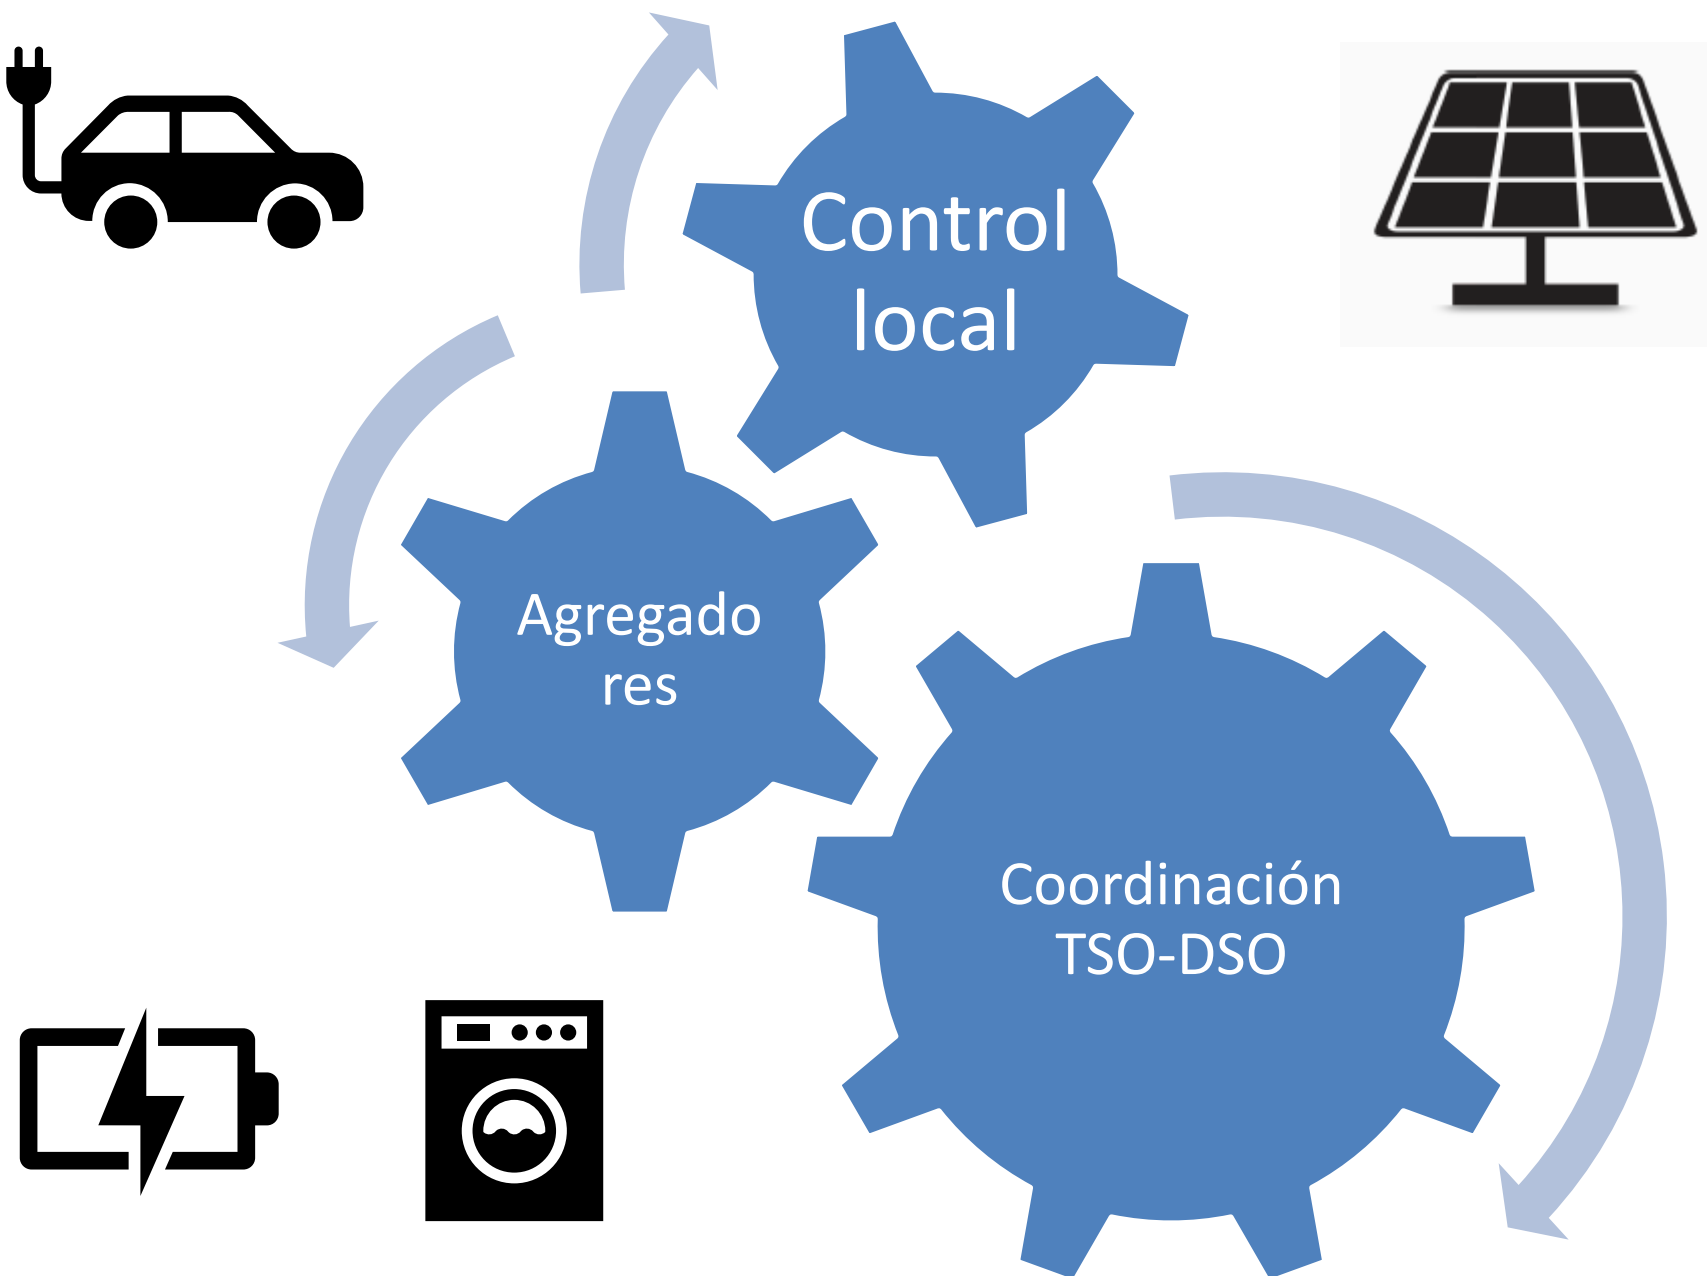 Control
local
Agregado
res
Coordinación
TSO-DSO